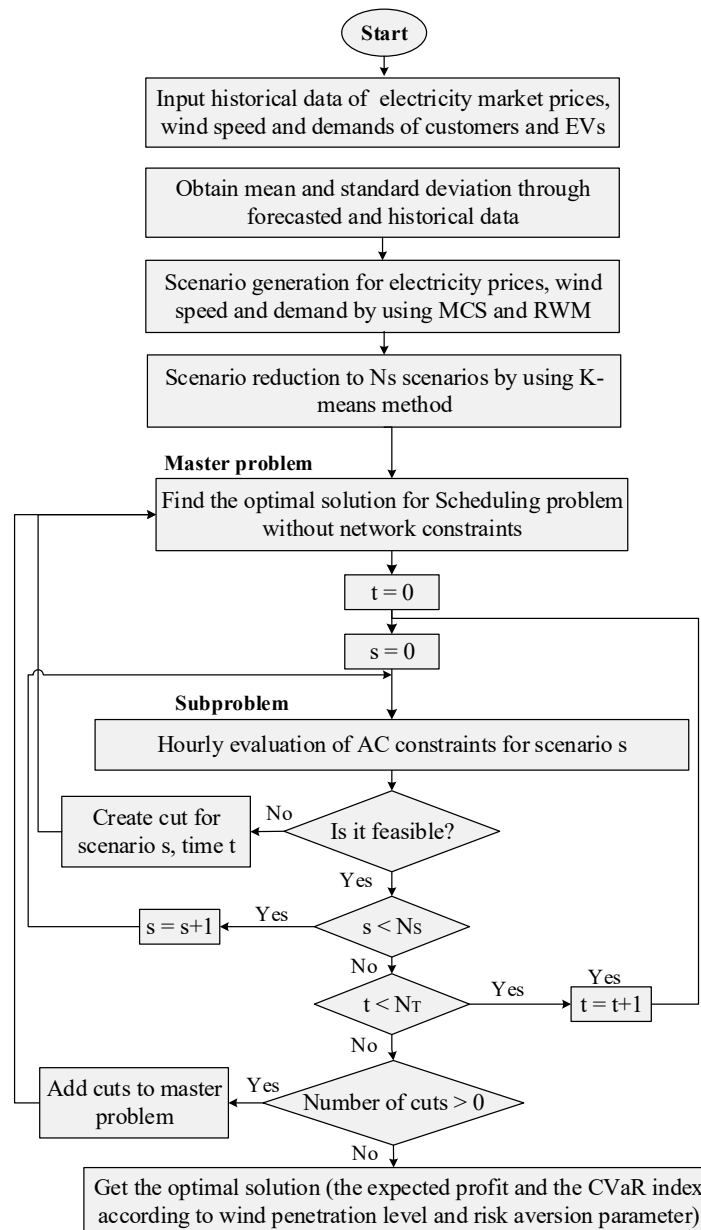 Start
Input historical data of electricity market prices,
wind speed and demands of customers and EVs
Obtain mean and standard deviation through
forecasted and historical data
Scenario generation for electricity prices, wind
speed and demand by using MCS and RWM
Scenario reduction to Ns scenarios by using K-
means method
Master problem
Find the optimal solution for Scheduling problem
without network constraints
t = 0
s = 0
Subproblem
Hourly evaluation of AC constraints for scenario s
Create cut for
scenario s, time t
No
Is it feasible?
Yes
s = s+1
Yes
s < NS
No
t < NT
Yes
Yes
t = t+1
No
Add cuts to master
problem
Yes
Number of cuts > 0
No
Get the optimal solution (the expected profit and the CVaR index
according to wind penetration level and risk aversion parameter)